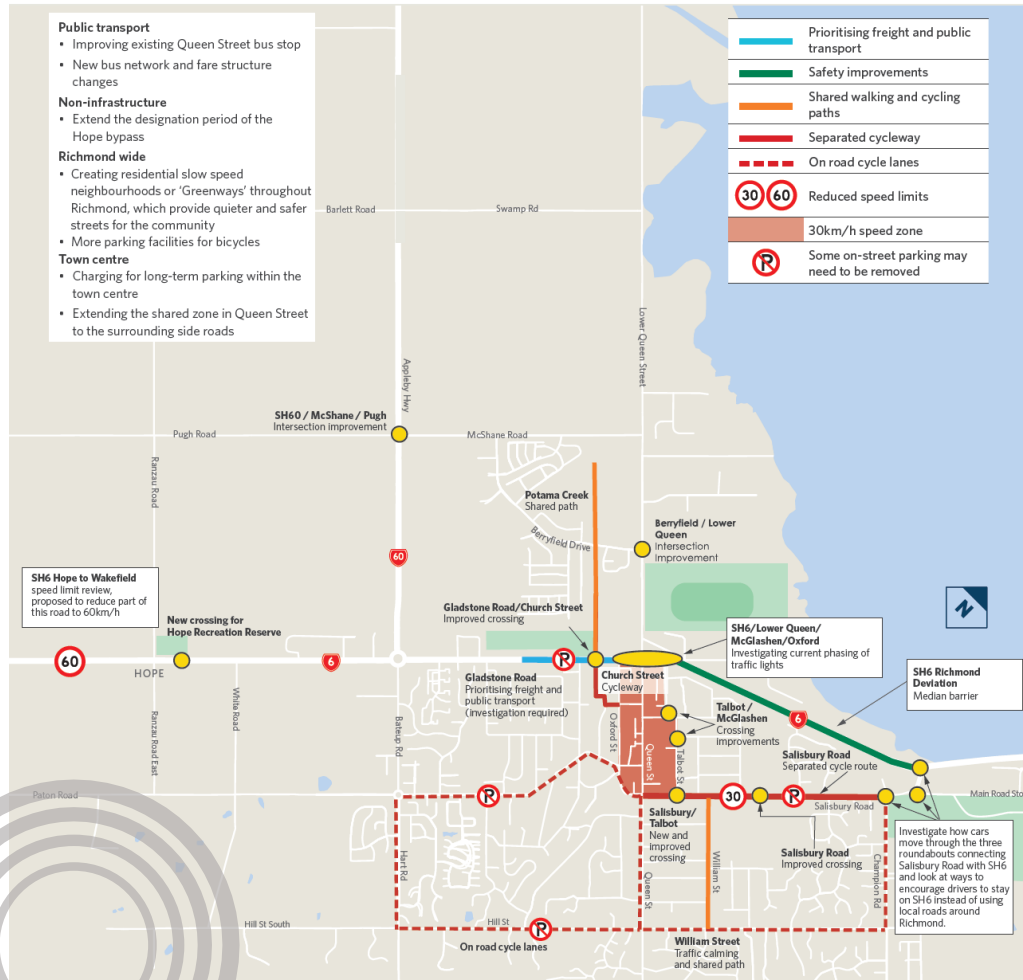 Public transport
• Improving existing Queen Street bus stop
• New bus network and fare structure
changes
Non-infrastructure
• Extend the designation period of the
Hope bypass
Richmond wide
• Creating residential slow speed
neighbourhoods or ‘Greenways’ throughout
Richmond, which provide quieter and safer
streets for the community
• More parking facilities for bicycles
Town centre
• Charging for long-term parking within the
town centre
• Extending the shared zone in Queen Street
to the surrounding side roads
Prioritising freight and public
transport
Safety improvements
Shared walking and cycling
paths
Separated cycleway
On road cycle lanes
30 60
Reduced speed limits
30km/h speed zone
P
Some on-street parking may
need to be removed
Barlett Road
Swamp Rd
Lower Queen Street
Appleby Hwy
SH60 / McShane / Pugh
Intersection improvement
Pugh Road
McShane Road
Ranzau Road
Potama Creek
Shared path
Berryfield Drive
Berryfield / Lower
Queen
Intersection
Improvement
60
SH6 Hope to Wakefield
speed limit review,
proposed to reduce part of
this road to 60km/h
New crossing for
Hope Recreation Reserve
Gladstone Road/Church Street
Improved crossing
SH6/Lower Queen/
McGlashen/Oxford
Investigating current phasing of
traffic lights
N
60
HOPE
6
P
Gladstone Road
Prioritising freight and
public transport
(investigation required)
Church Street
Cycleway
SH6 Richmond
Deviation
Median barrier
6
White Road
Ranzau Road East
Bateup Rd
Oxford St
Queen St
Talbot St
Talbot /
McGlashen
Crossing
improvements
Salisbury Road
Separated cycle route
Paton Road
P
30
P
Salisbury Road
Main Road Sto
Salisbury/
Talbot
New and
improved
crossing
Salisbury Road
Improved crossing
Hart Rd
Queen St
William St
Champion Rd
Investigate how cars
move through the three
roundabouts connecting
Salisbury Road with SH6
and look at ways to
encourage drivers to stay
on SH6 instead of using
local roads around
Richmond.
Hill St South
Hill St
P
On road cycle lanes
William Street
Traffic calming
and shared path